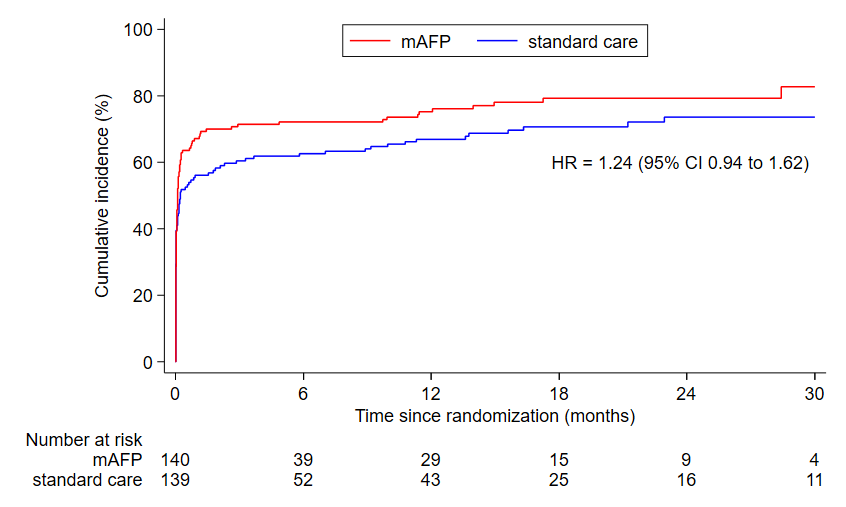 mAFP standard care
100
80
60
40
20
0
Cumulative incidence (%)
HR = 1.24 (95% CI 0.94 to 1.62)
0 6 12 18 24 30
Time since randomization (months)
Number at risk
mAFP 140 39 29 15 9 4
standard care 139 52 43 25 16 11